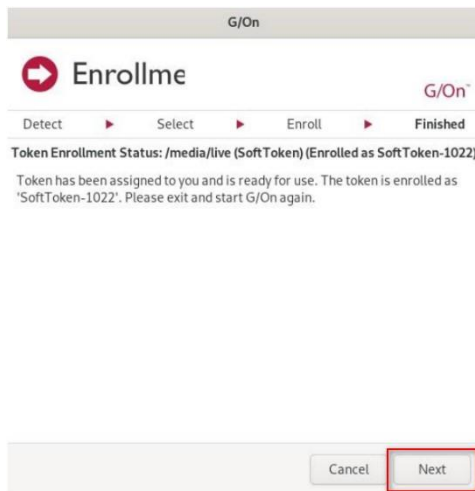 G/On
Enrollme
G/On™
Detect ▶ Select ▶ Enroll ▶ Finished
Token Enrollment Status: /media/live (SoftToken) (Enrolled as SoftToken-1022)
Token has been assigned to you and is ready for use. The token is enrolled as
'SoftToken-1022'. Please exit and start G/On again.
Cancel Next